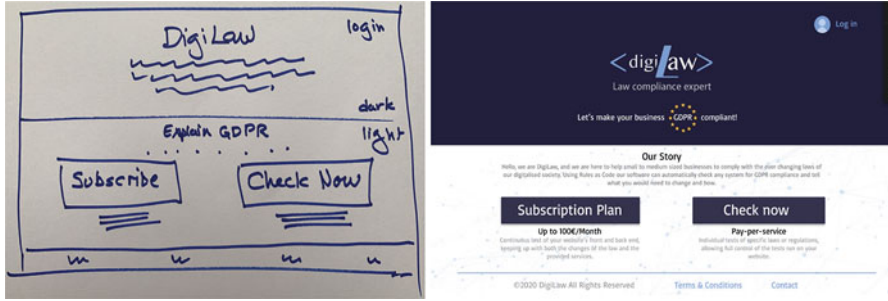 DigiLaw
login
dark
Explain GDPR
light
Subscribe
Check Now
Log in
<digiLaw>
Law compliance expert
Let's make your business GDPR compliant!
Our Story
Hello, we are DigiLaw, and we are here to help small to medium sized businesses to comply with the ever changing laws of
our digitalised society. Using Rules as Code our software can automatically check any system for GDPR compliance and tell
what you would need to change and how.
Subscription Plan
Check now
Up to 100€/Month
Continuous test of your website's front and back end,
keeping up with both the changes of the law and the
provided services.
Pay-per-service
Individual tests of specific laws or regulations,
allowing full control of the tests run on your
website.
©2020 DigiLaw All Rights Reserved
Terms & Conditions
Contact